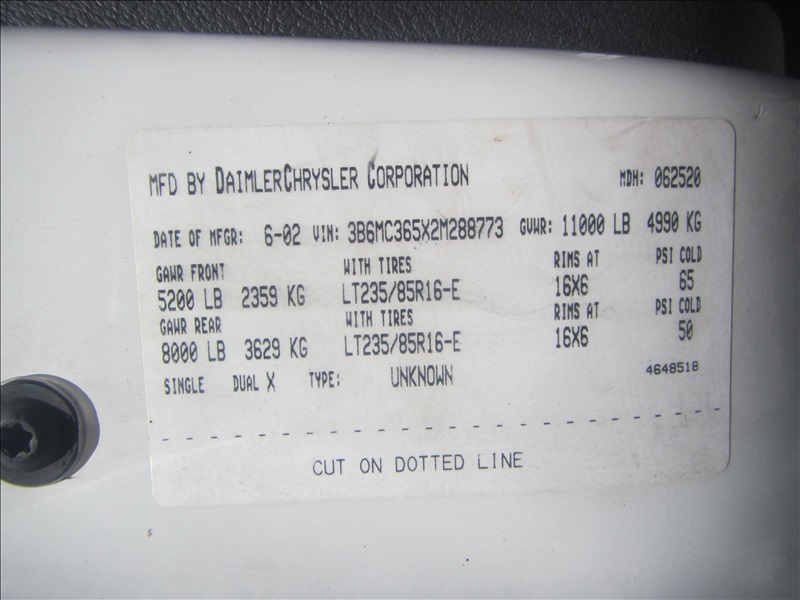 MFD BY DAIMLERCHRYSLER CORPORATION MDH: 062520
DATE OF MFGR: 6-02 VIN: 3B6MC365X2M288773 GVWR: 11000 LB 4990 KG
GAWR FRONT WITH TIRES RIMS AT PSI COLD
5200 LB 2359 KG LT235/85R16-E 16X6 65
GAWR REAR WITH TIRES RIMS AT PSI COLD
8000 LB 3629 KG LT235/85R16-E 16X6 50
SINGLE DUAL X TYPE: UNKNOWN 4648518
CUT ON DOTTED LINE